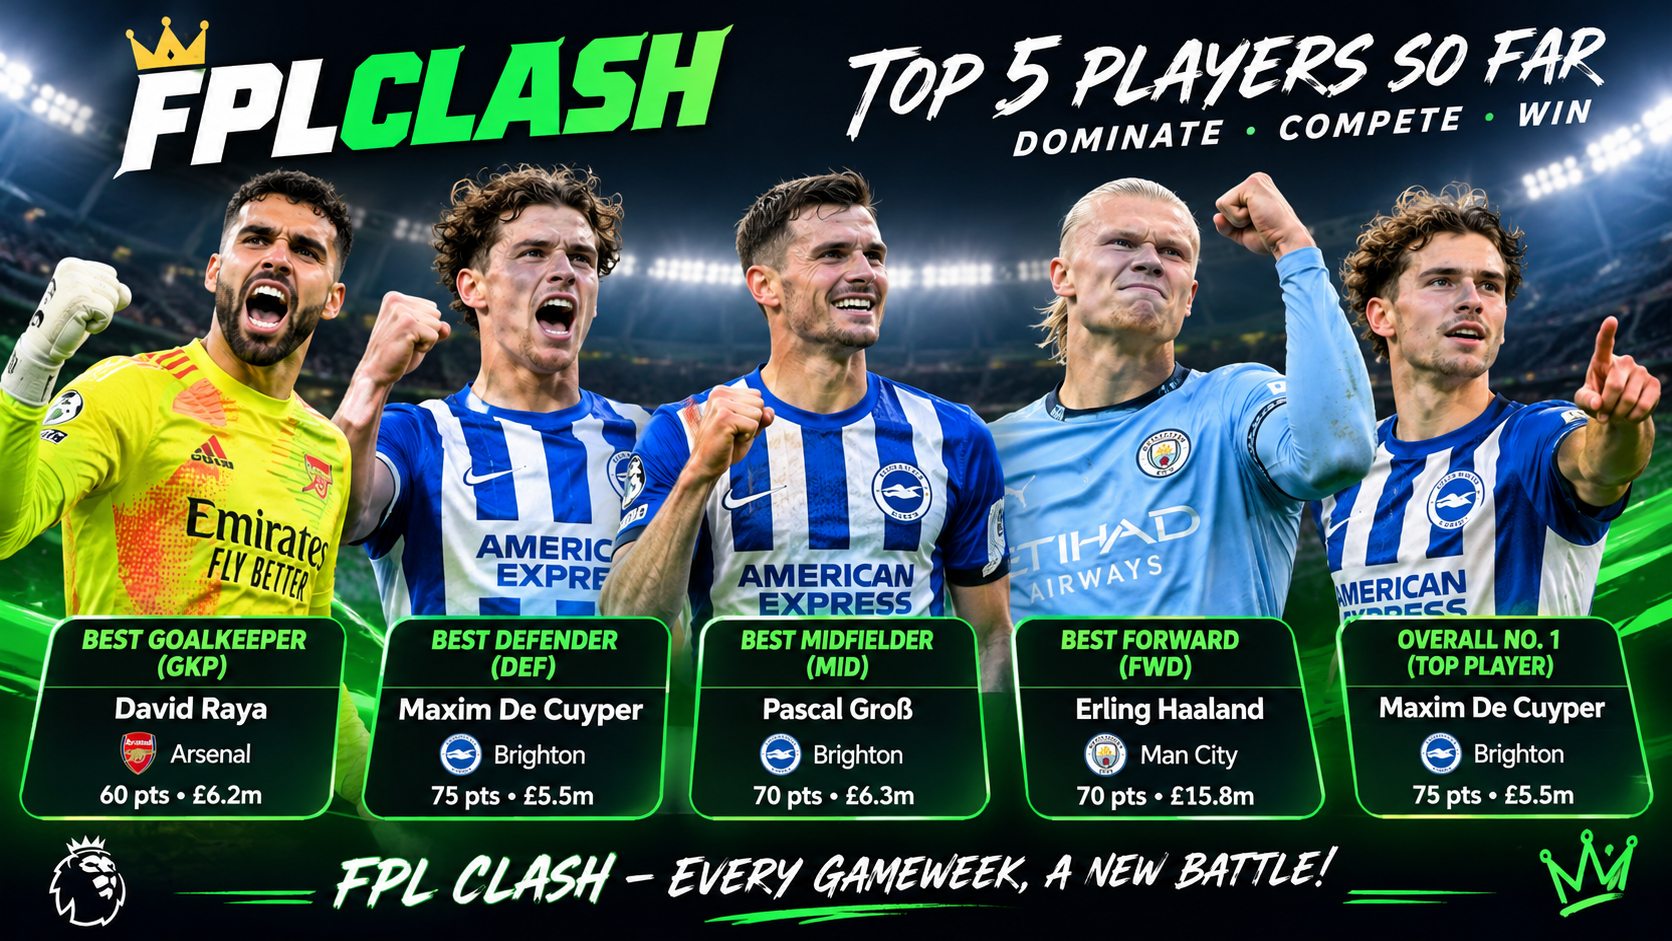 FPLCLASH
TOP 5 PLAYERS SO FAR
DOMINATE • COMPETE • WIN
Emirates
FLY BETTER
AMERIC
EXPRE
AMERICAN
EXPRESS
ETIHAD
AIRWAYS
AMERICAN
EXPRESS
BEST GOALKEEPER
(GKP)
David Raya
Arsenal
60 pts • £6.2m
BEST DEFENDER
(DEF)
Maxim De Cuyper
Brighton
75 pts • £5.5m
BEST MIDFIELDER
(MID)
Pascal Groß
Brighton
70 pts • £6.3m
BEST FORWARD
(FWD)
Erling Haaland
Man City
70 pts • £15.8m
OVERALL NO. 1
(TOP PLAYER)
Maxim De Cuyper
Brighton
75 pts • £5.5m
FPL CLASH – EVERY GAMEWEEK, A NEW BATTLE!